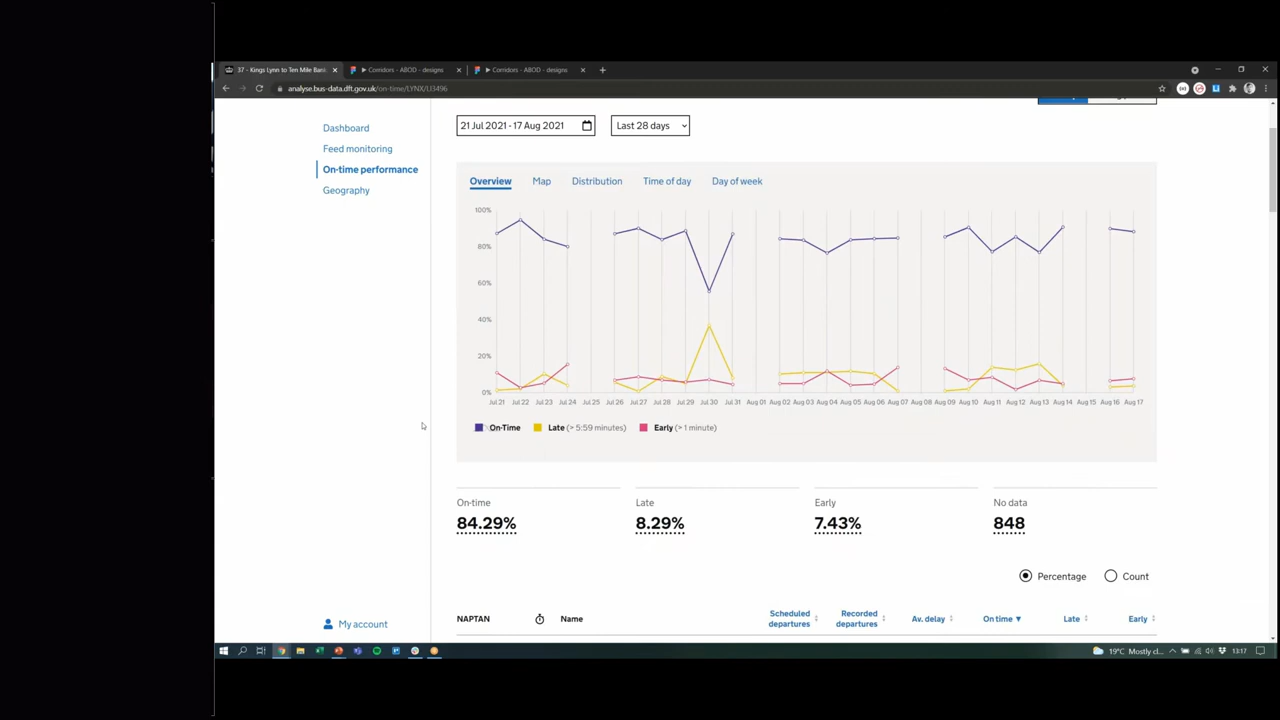 37 - Kings Lynn to Ten Mile Bank
Corridors - ABOD - designs
Corridors - ABOD - designs
analyse.bus-data.dft.gov.uk/on-time/LYNX/LI3496
Dashboard
Feed monitoring
On-time performance
Geography
My account
21 Jul 2021 - 17 Aug 2021
Last 28 days
Overview Map Distribution Time of day Day of week
100%
80%
60%
40%
20%
0%
Jul 21 Jul 22 Jul 23 Jul 24 Jul 25 Jul 26 Jul 27 Jul 28 Jul 29 Jul 30 Jul 31 Aug 01 Aug 02 Aug 03 Aug 04 Aug 05 Aug 06 Aug 07 Aug 08 Aug 09 Aug 10 Aug 11 Aug 12 Aug 13 Aug 14 Aug 15 Aug 16 Aug 17
On-Time Late (> 5:59 minutes) Early (> 1 minute)
On-time Late Early No data
84.29% 8.29% 7.43% 848
Percentage Count
NAPTAN Name Scheduled departures Recorded departures Av. delay On time ▼ Late Early
19°C Mostly cl... 13:17